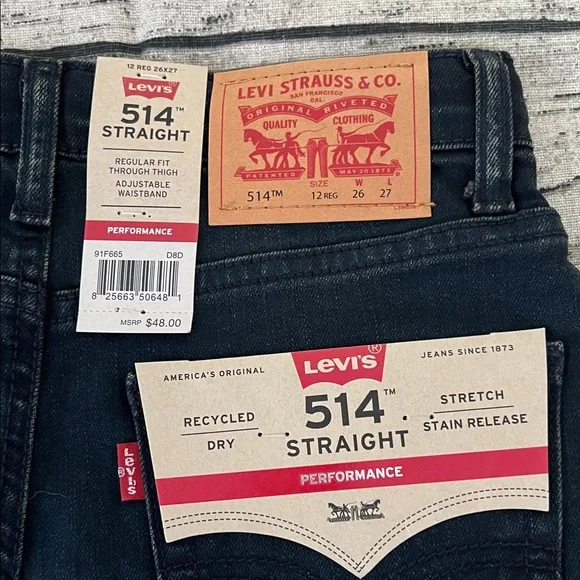 12 REG 26X27
Levi's
514™
STRAIGHT
REGULAR FIT
THROUGH THIGH
ADJUSTABLE
WAISTBAND
PERFORMANCE
91F665 D8D
8 25663 50648 1
MSRP $48.00
LEVI STRAUSS & CO.
SAN FRANCISCO
CAL.
ORIGINAL RIVETED
QUALITY CLOTHING
PATENTED MAY 20 1873
SIZE W L
514™ 12 REG 26 27
AMERICA'S ORIGINAL
Levi's®
JEANS SINCE 1873
RECYCLED
DRY
514™
STRAIGHT
STRETCH
STAIN RELEASE
PERFORMANCE
Levi's®